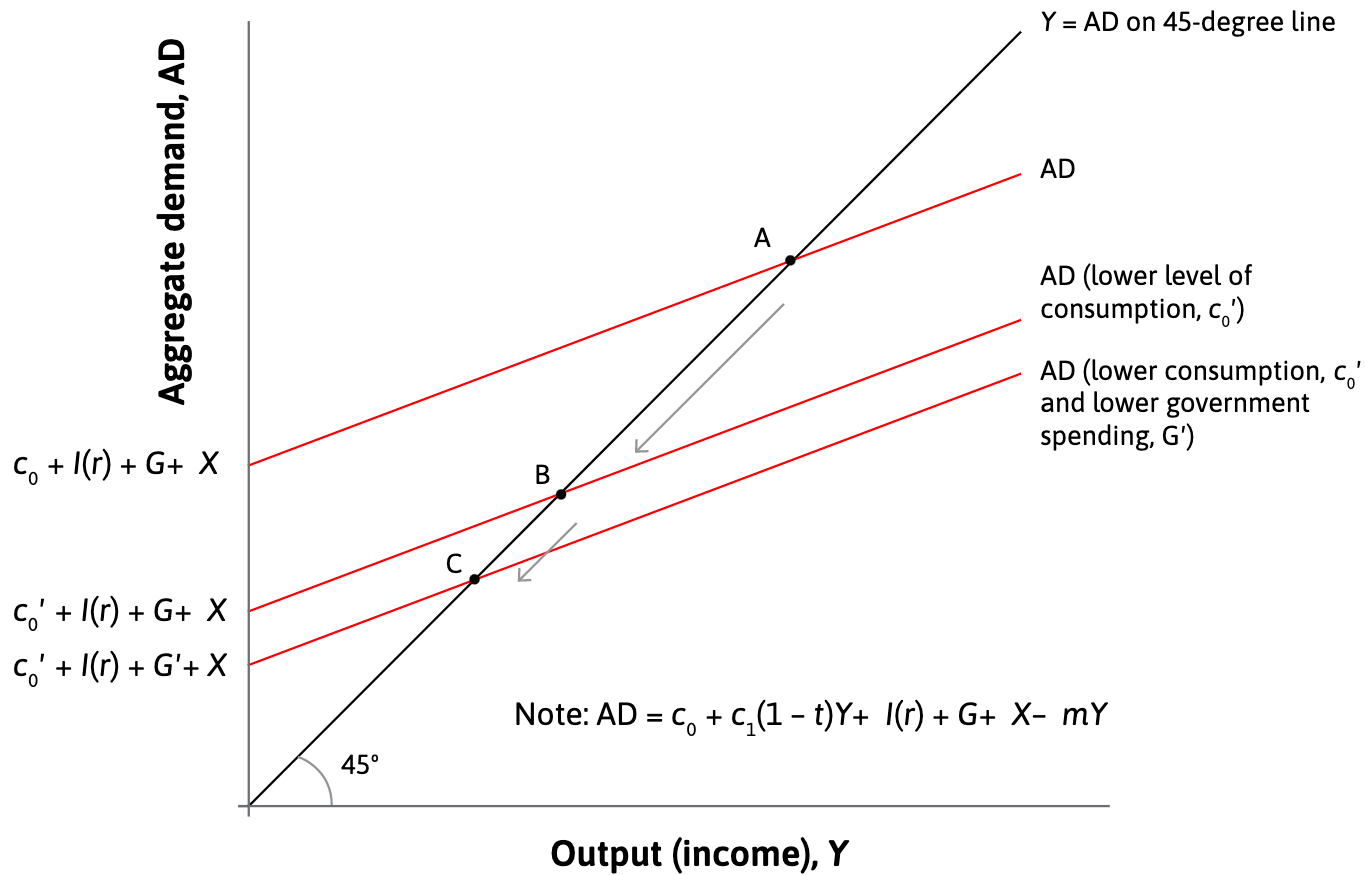 Y = AD on 45-degree line
Aggregate demand, AD
AD
A
AD (lower level of
consumption, c₀′)
AD (lower consumption, c₀′
and lower government
spending, G′)
c₀ + I(r) + G+ X
B
C
c₀′ + I(r) + G+ X
c₀′ + I(r) + G′+ X
Note: AD = c₀ + c₁(1 – t)Y+ I(r) + G+ X– mY
45°
Output (income), Y